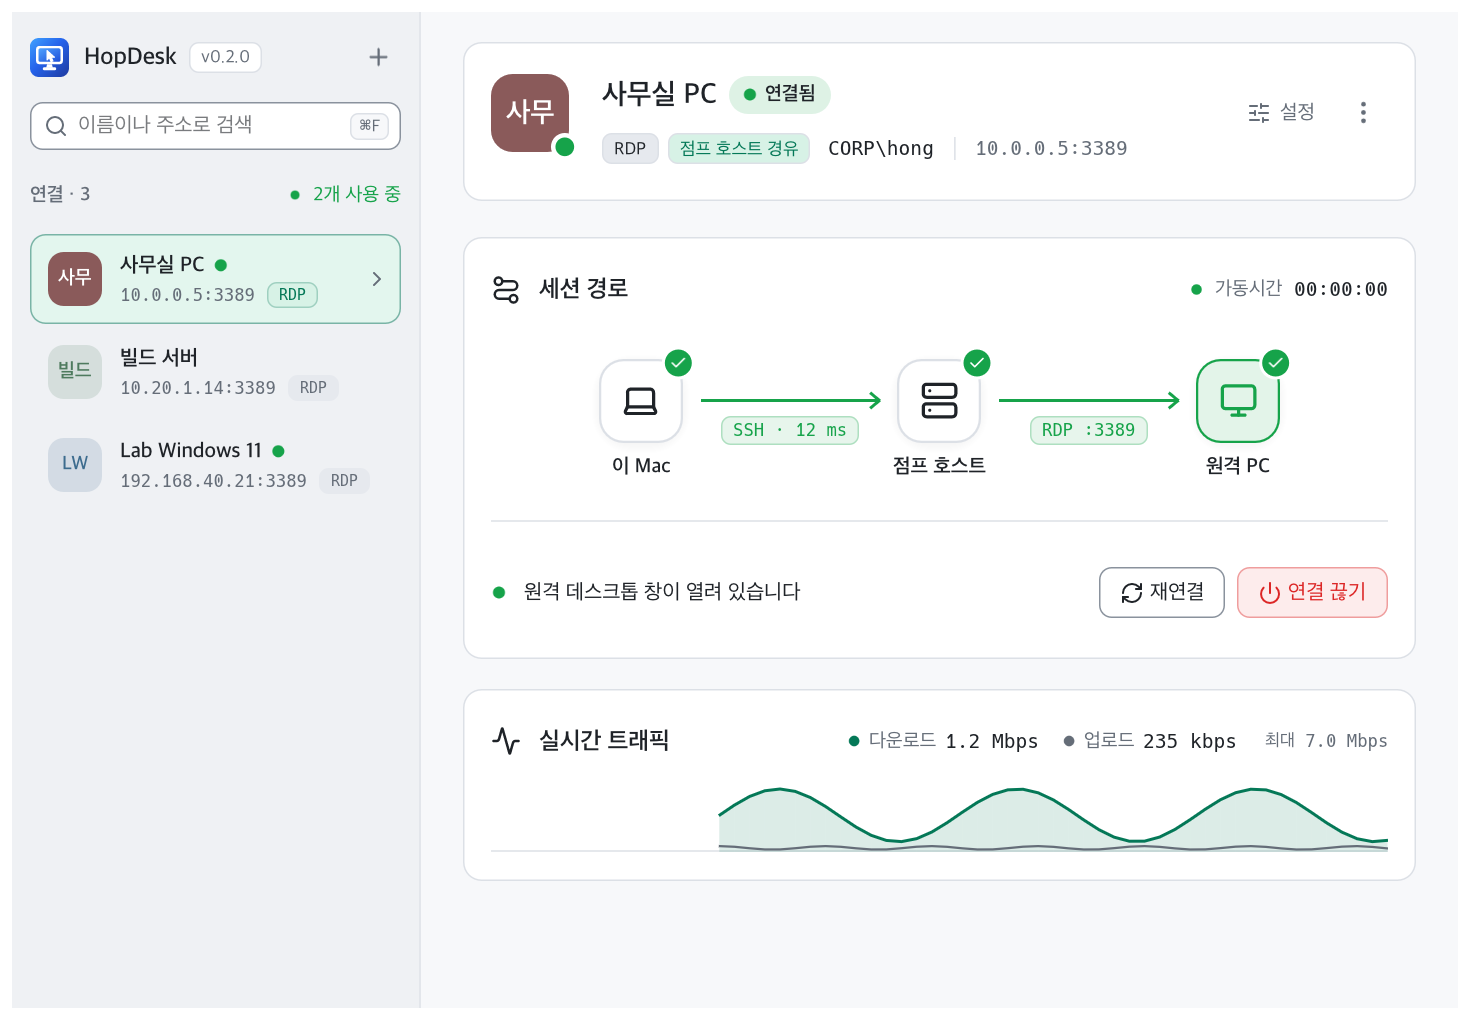 HopDesk v0.2.0
이름이나 주소로 검색 ⌘F
연결 · 3 2개 사용 중
사무 사무실 PC
10.0.0.5:3389 RDP
빌드 빌드 서버
10.20.1.14:3389 RDP
LW Lab Windows 11
192.168.40.21:3389 RDP
사무 사무실 PC 연결됨
RDP 점프 호스트 경유 CORP\hong 10.0.0.5:3389
설정
세션 경로 가동시간 00:00:00
SSH · 12 ms RDP :3389
이 Mac 점프 호스트 원격 PC
원격 데스크톱 창이 열려 있습니다 재연결 연결 끊기
실시간 트래픽 다운로드 1.2 Mbps 업로드 235 kbps 최대 7.0 Mbps